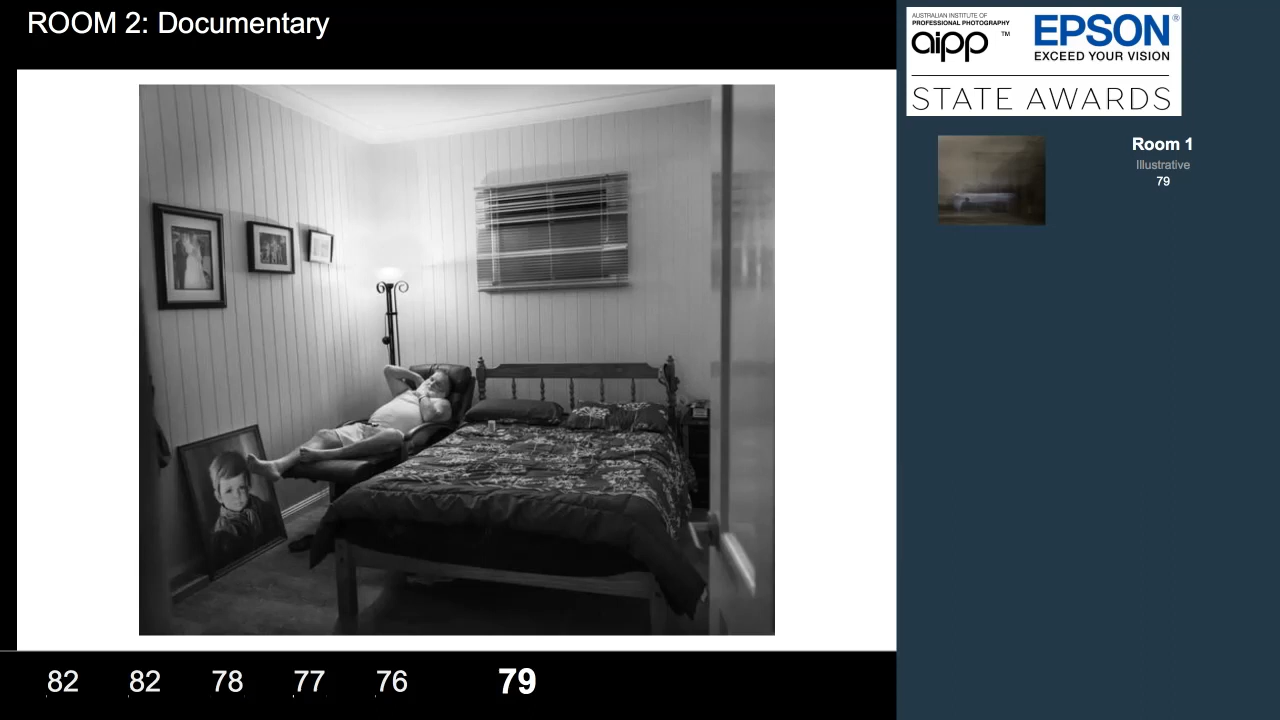 ROOM 2: Documentary
AUSTRALIAN INSTITUTE OF
PROFESSIONAL PHOTOGRAPHY
aipp TM
EPSON®
EXCEED YOUR VISION
STATE AWARDS
Room 1
Illustrative
79
82 82 78 77 76 79